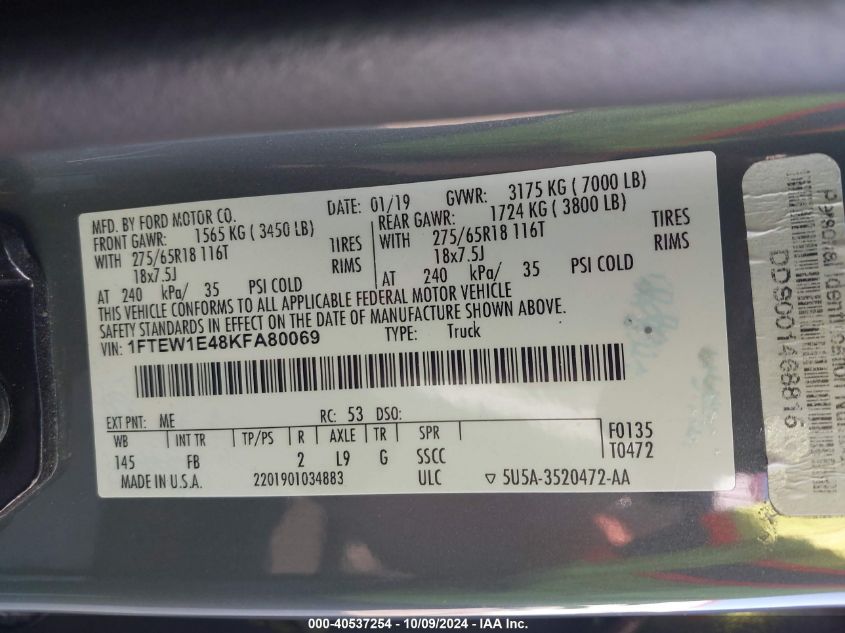 MFD. BY FORD MOTOR CO.
DATE: 01/19
GVWR: 3175 KG ( 7000 LB)
FRONT GAWR: 1565 KG ( 3450 LB)
WITH 275/65R18 116T TIRES
18x7.5J RIMS
AT 240 kPa/ 35 PSI COLD
REAR GAWR: 1724 KG ( 3800 LB)
WITH 275/65R18 116T TIRES
18x7.5J RIMS
AT 240 kPa/ 35 PSI COLD
THIS VEHICLE CONFORMS TO ALL APPLICABLE FEDERAL MOTOR VEHICLE
SAFETY STANDARDS IN EFFECT ON THE DATE OF MANUFACTURE SHOWN ABOVE.
VIN: 1FTEW1E48KFA80069 TYPE: Truck
EXT PNT: ME RC: 53 DSO:
WB INT TR TP/PS R AXLE TR SPR F0135
145 FB 2 L9 G SSCC T0472
MADE IN U.S.A. 2201901034883 ULC ▽ 5U5A-3520472-AA
000-40537254 - 10/09/2024 - IAA Inc.